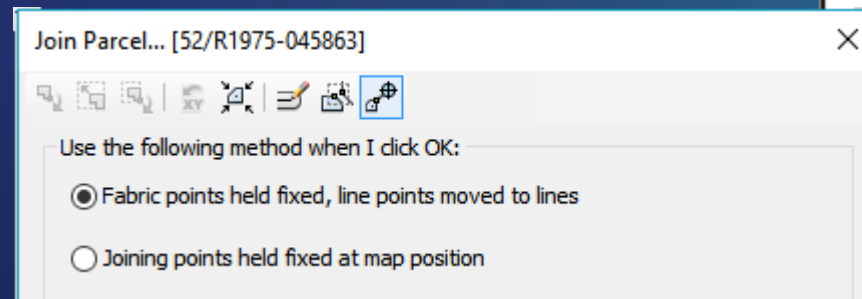 Join Parcel... [52/R1975-045863]
XY
Use the following method when I click OK:
Fabric points held fixed, line points moved to lines
Joining points held fixed at map position